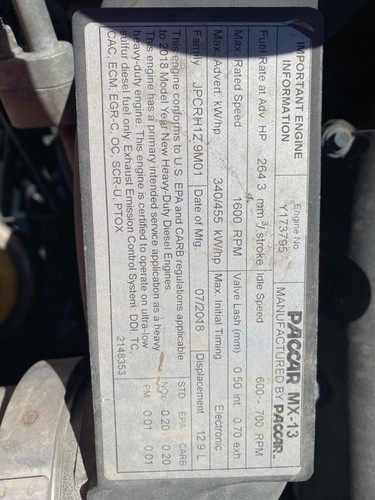 IMPORTANT ENGINE INFORMATION
Engine No Y173795
PACCAR MX-13
MANUFACTURED BY PACCAR
Fuel Rate at Adv. HP 264.3 mm³/stroke Idle Speed 600 - 700 RPM
Max. Rated Speed 1600 RPM Valve Lash (mm) 0.50 int 0.70 exh
Max. Advert. kW/hp 340/455 kW/hp Max. Initial Timing Electronic
Family JPCRH12.9M01 Date of Mfg 07/2018 Displacement 12.9 L
This engine conforms to U.S. EPA and CARB regulations applicable
to 2018 Model Year New Heavy-Duty Diesel Engines.
This engine has a primary intended service application as a heavy
heavy-duty engine. This engine is certified to operate on ultra-low
sulfur diesel fuel only. Exhaust Emission Control System: DDI, TC,
CAC, ECM, EGR-C, OC, SCR-U, PTOX
STD EPA CARB
NOx 0.20 0.20
PM 0.01 0.01
2148353